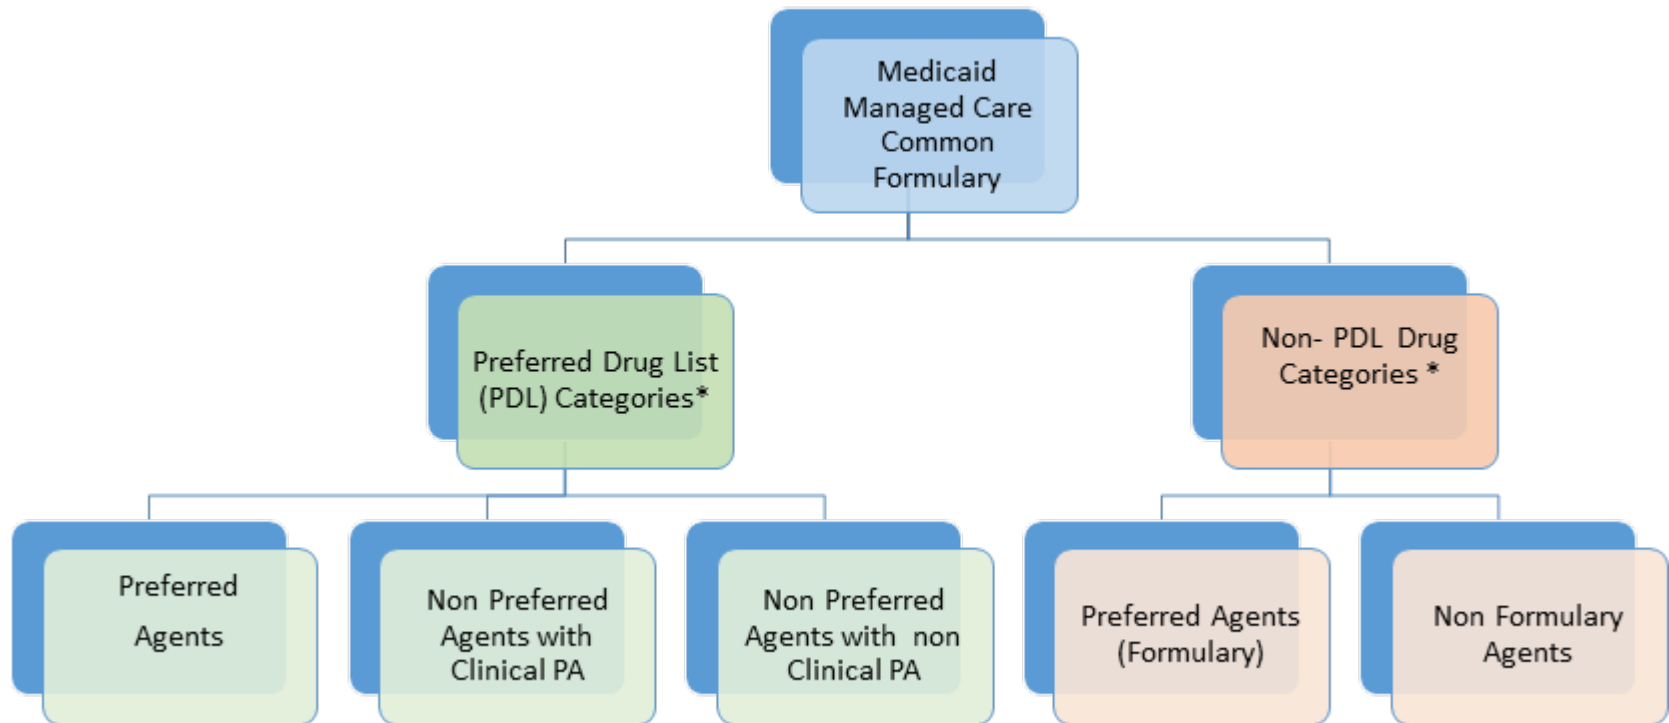 Medicaid
Managed Care
Common
Formulary
Preferred Drug List
(PDL) Categories*
Non- PDL Drug
Categories *
Preferred
Agents
Non Preferred
Agents with
Clinical PA
Non Preferred
Agents with non
Clinical PA
Preferred Agents
(Formulary)
Non Formulary
Agents